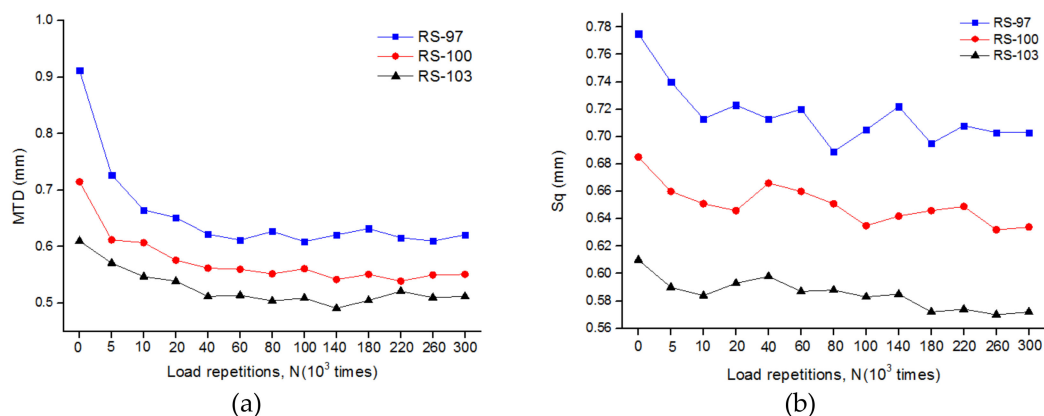 1.0
0.9
0.8
0.7
0.6
0.5
MTD (mm)
RS-97
RS-100
RS-103
0 5 10 20 40 60 80 100 140 180 220 260 300
Load repetitions, N(10³ times)
(a)
0.78
0.76
0.74
0.72
0.70
0.68
0.66
0.64
0.62
0.60
0.58
0.56
Sq (mm)
RS-97
RS-100
RS-103
0 5 10 20 40 60 80 100 140 180 220 260 300
Load repetitions, N(10³ times)
(b)